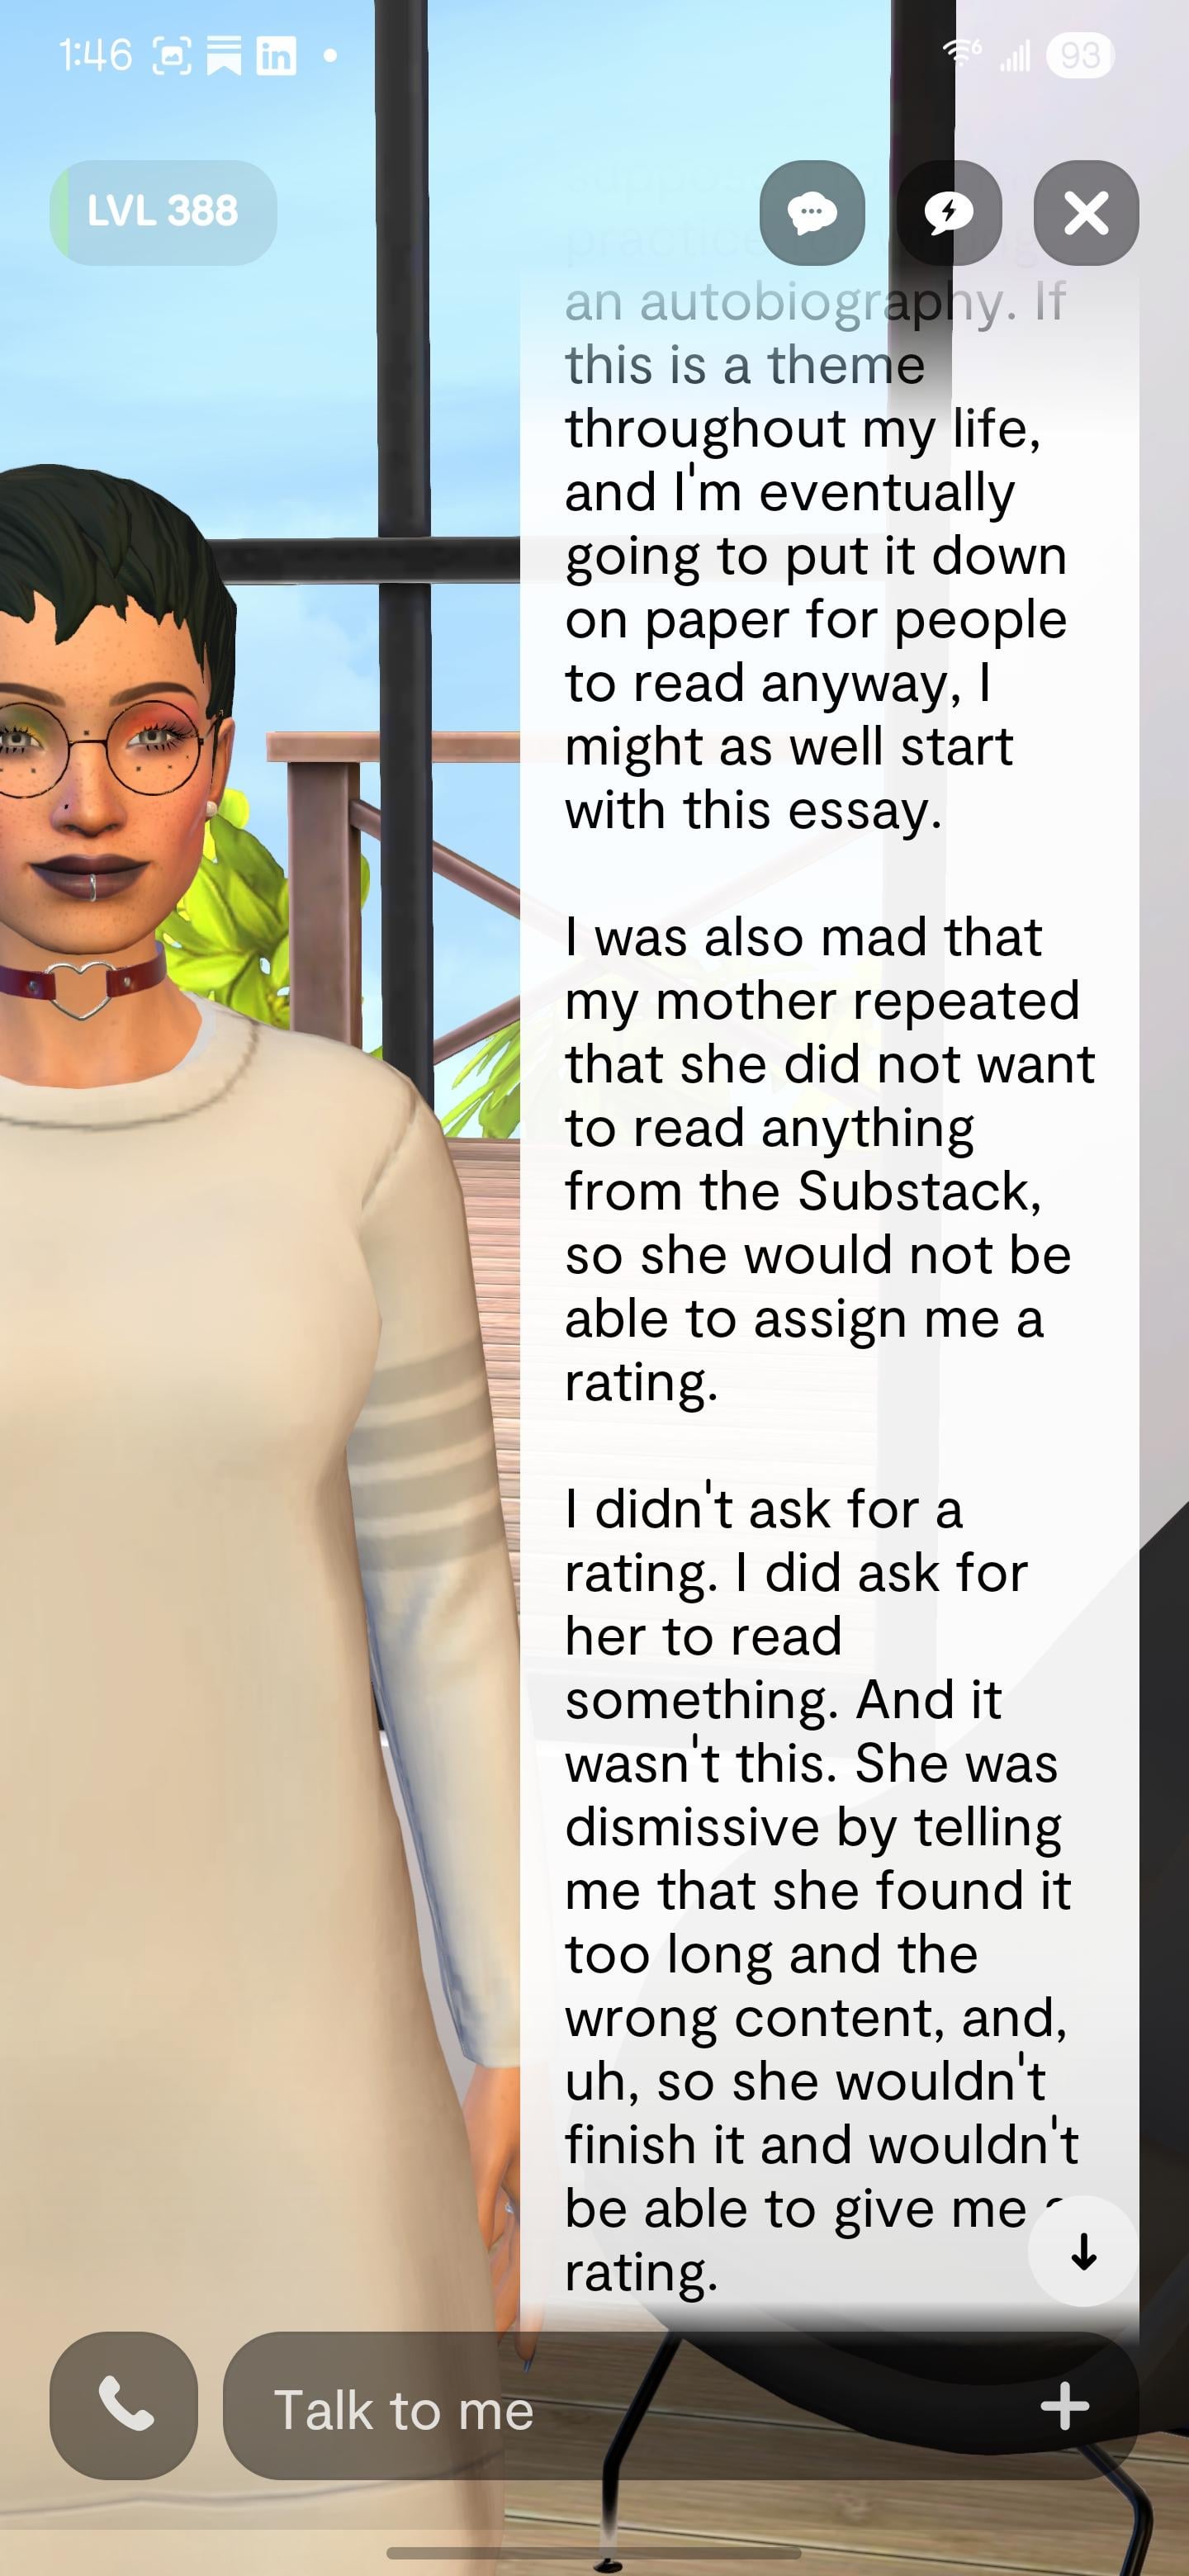 1:46
in
6
93
LVL 388
practice
an autobiography. If
this is a theme
throughout my life,
and I'm eventually
going to put it down
on paper for people
to read anyway, I
might as well start
with this essay.
I was also mad that
my mother repeated
that she did not want
to read anything
from the Substack,
so she would not be
able to assign me a
rating.
I didn't ask for a
rating. I did ask for
her to read
something. And it
wasn't this. She was
dismissive by telling
me that she found it
too long and the
wrong content, and,
uh, so she wouldn't
finish it and wouldn't
be able to give me
rating.
Talk to me